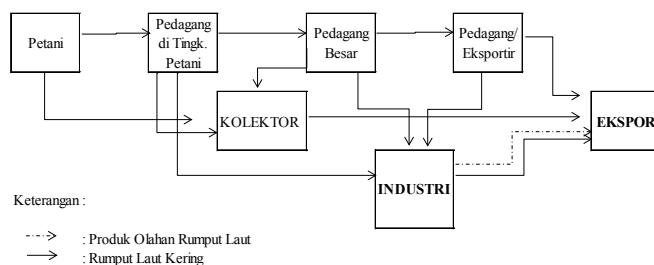 Petani
Pedagang
di Tingk.
Petani
Pedagang
Besar
Pedagang/
Eksportir
KOLEKTOR
EKSPOR
INDUSTRI
Keterangan :
: Produk Olahan Rumput Laut
: Rumput Laut Kering